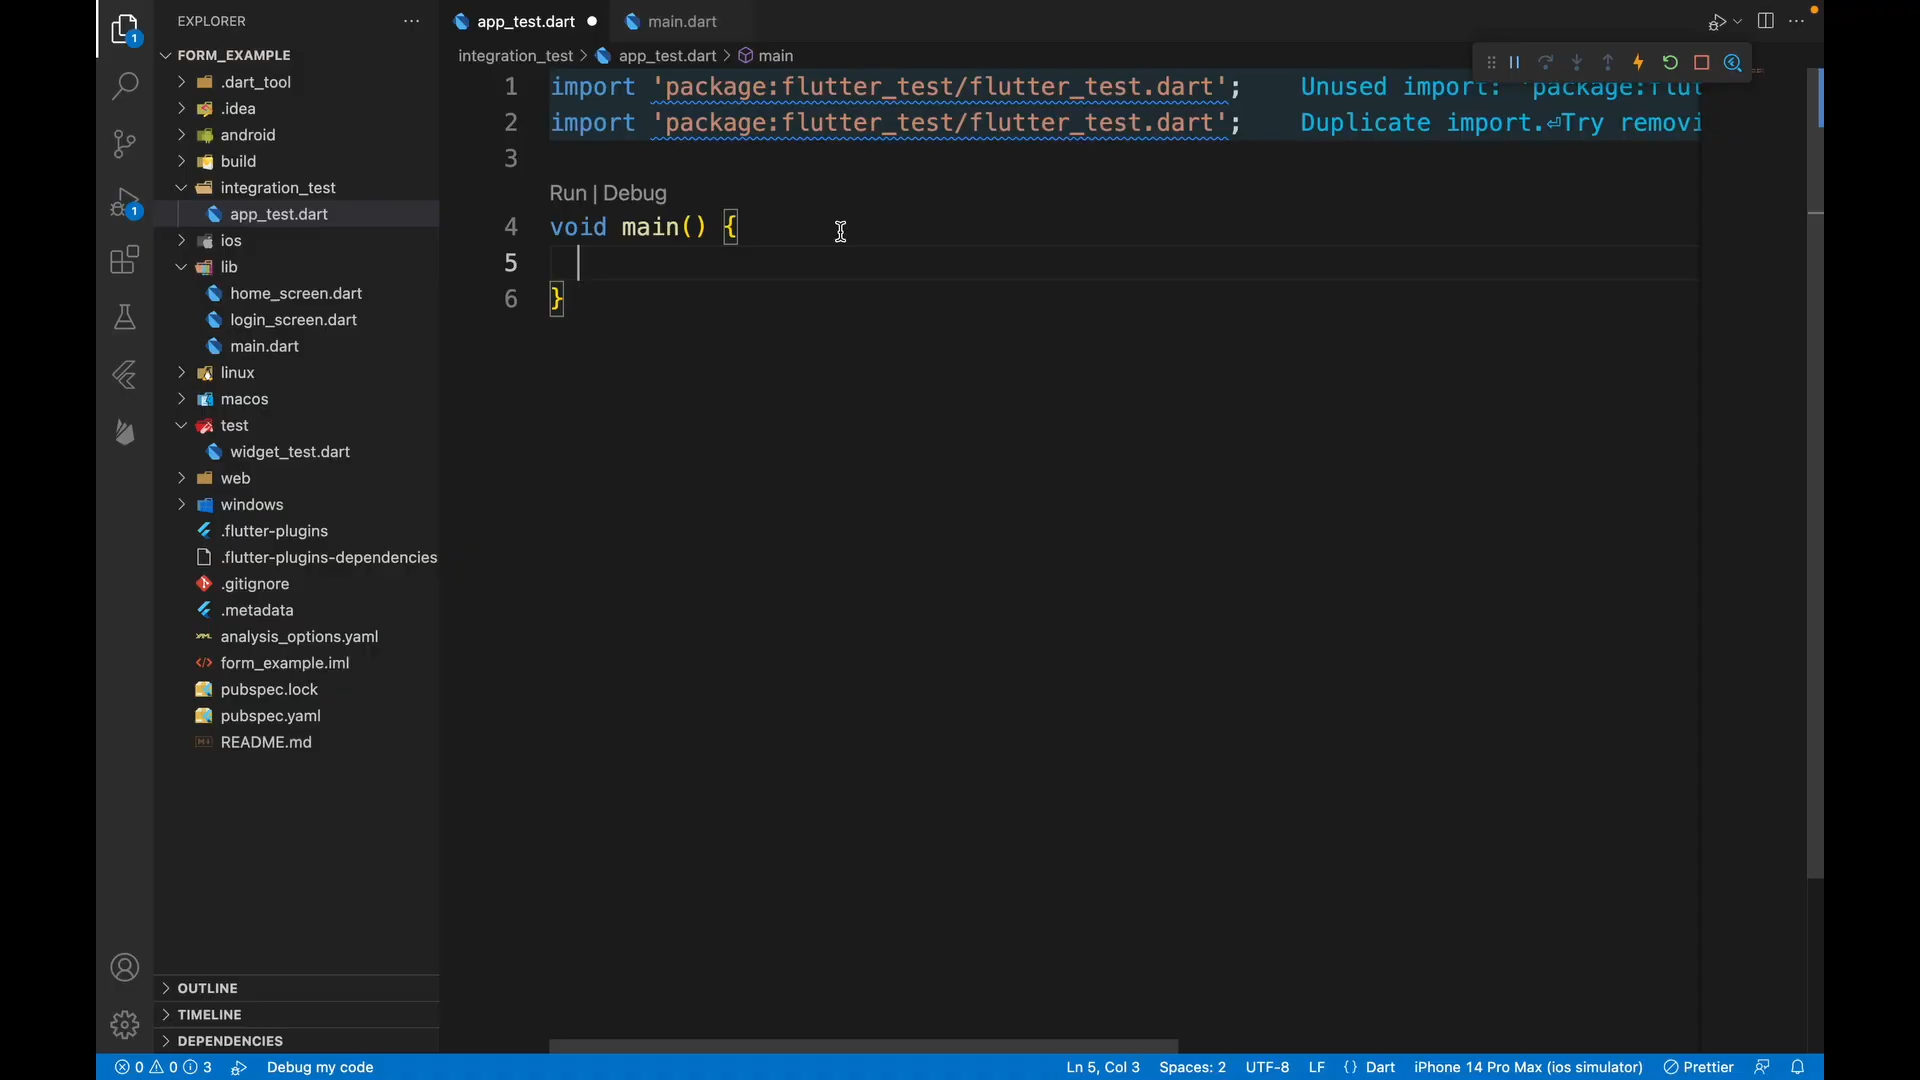 EXPLORER
FORM_EXAMPLE
.dart_tool
.idea
android
build
integration_test
app_test.dart
ios
lib
home_screen.dart
login_screen.dart
main.dart
linux
macos
test
widget_test.dart
web
windows
.flutter-plugins
.flutter-plugins-dependencies
.gitignore
.metadata
analysis_options.yaml
form_example.iml
pubspec.lock
pubspec.yaml
README.md
OUTLINE
TIMELINE
DEPENDENCIES
1
1
app_test.dart
main.dart
integration_test > app_test.dart > main
1 import 'package:flutter_test/flutter_test.dart'; Unused import: 'package:flut
2 import 'package:flutter_test/flutter_test.dart'; Duplicate import.⏎Try removi
3
Run | Debug
4 void main() {
5
6 }
0 0 3 Debug my code Ln 5, Col 3 Spaces: 2 UTF-8 LF {} Dart iPhone 14 Pro Max (ios simulator) Prettier